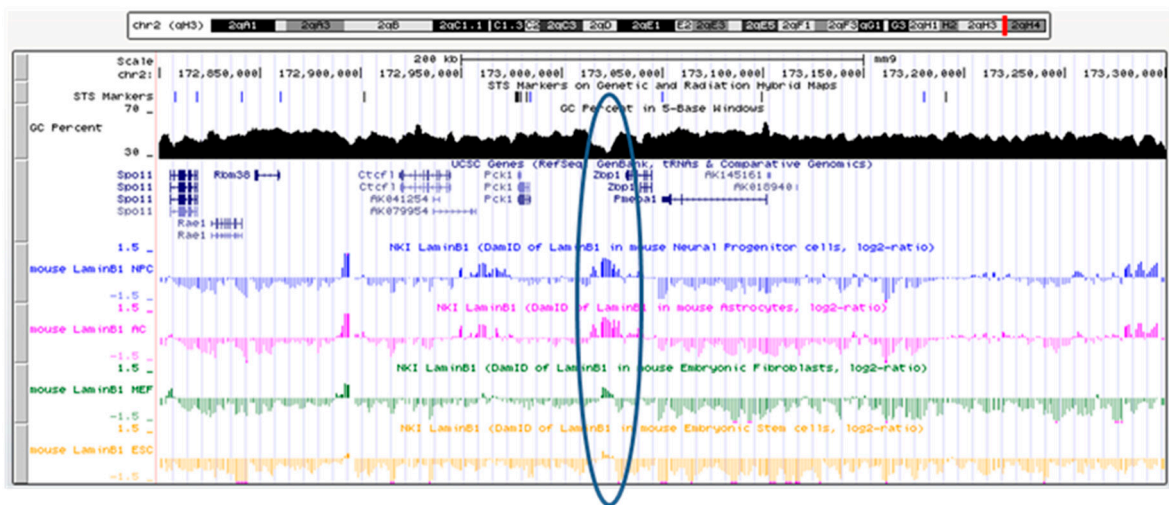 chr2 (qH3) 2qA1 2qA3 2qB 2qC1.1 C1.3 C2 2qC3 2qD 2qE1 E2 2qE3 2qE5 2qF1 2qF3 qG1 G3 2qH1 H2 2qH3 2qH4
Scale 200 kb mm9
chr2: 172,850,000 172,900,000 172,950,000 173,000,000 173,050,000 173,100,000 173,150,000 173,200,000 173,250,000 173,300,000
STS Markers on Genetic and Radiation Hybrid Maps
STS Markers
70 _ GC Percent in 5-Base Windows
GC Percent
30 _
UCSC Genes (RefSeq, GenBank, tRNAs & Comparative Genomics)
Spo11 Rbm38 Ctcfl Pck1 Zbp1 AK145161
Spo11 Ctcfl Pck1 Zbp1 AK018940
Spo11 AK041254 Pck1 Pmepa1
Spo11 AK079954
Rae1
Rae1
1.5 _ NKI LaminB1 (DamID of LaminB1 in mouse Neural Progenitor cells, log2-ratio)
mouse LaminB1 NPC
-1.5 _
1.5 _ NKI LaminB1 (DamID of LaminB1 in mouse Astrocytes, log2-ratio)
mouse LaminB1 AC
-1.5 _
1.5 _ NKI LaminB1 (DamID of LaminB1 in mouse Embryonic Fibroblasts, log2-ratio)
mouse LaminB1 MEF
-1.5 _
1.5 _ NKI LaminB1 (DamID of LaminB1 in mouse Embryonic Stem cells, log2-ratio)
mouse LaminB1 ESC
-1.5 _